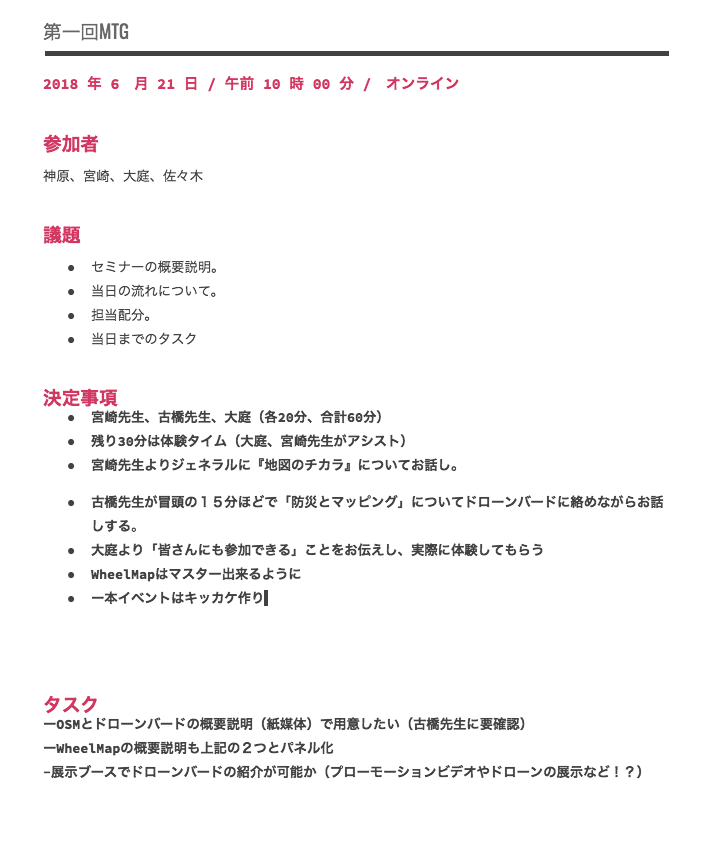 第一回MTG
2018 年 6 月 21 日 / 午前 10 時 00 分 / オンライン
参加者
神原、宮崎、大庭、佐々木
議題
● セミナーの概要説明。
● 当日の流れについて。
● 担当配分。
● 当日までのタスク
決定事項
● 宮崎先生、古橋先生、大庭（各20分、合計60分）
● 残り30分は体験タイム（大庭、宮崎先生がアシスト）
● 宮崎先生よりジェネラルに『地図のチカラ』についてお話し。
● 古橋先生が冒頭の１５分ほどで「防災とマッピング」についてドローンバードに絡めながらお話
しする。
● 大庭より「皆さんにも参加できる」ことをお伝えし、実際に体験してもらう
● WheelMapはマスター出来るように
● 一本イベントはキッカケ作り
タスク
ーOSMとドローンバードの概要説明（紙媒体）で用意したい（古橋先生に要確認）
ーWheelMapの概要説明も上記の２つとパネル化
-展示ブースでドローンバードの紹介が可能か（プローモーションビデオやドローンの展示など！？）